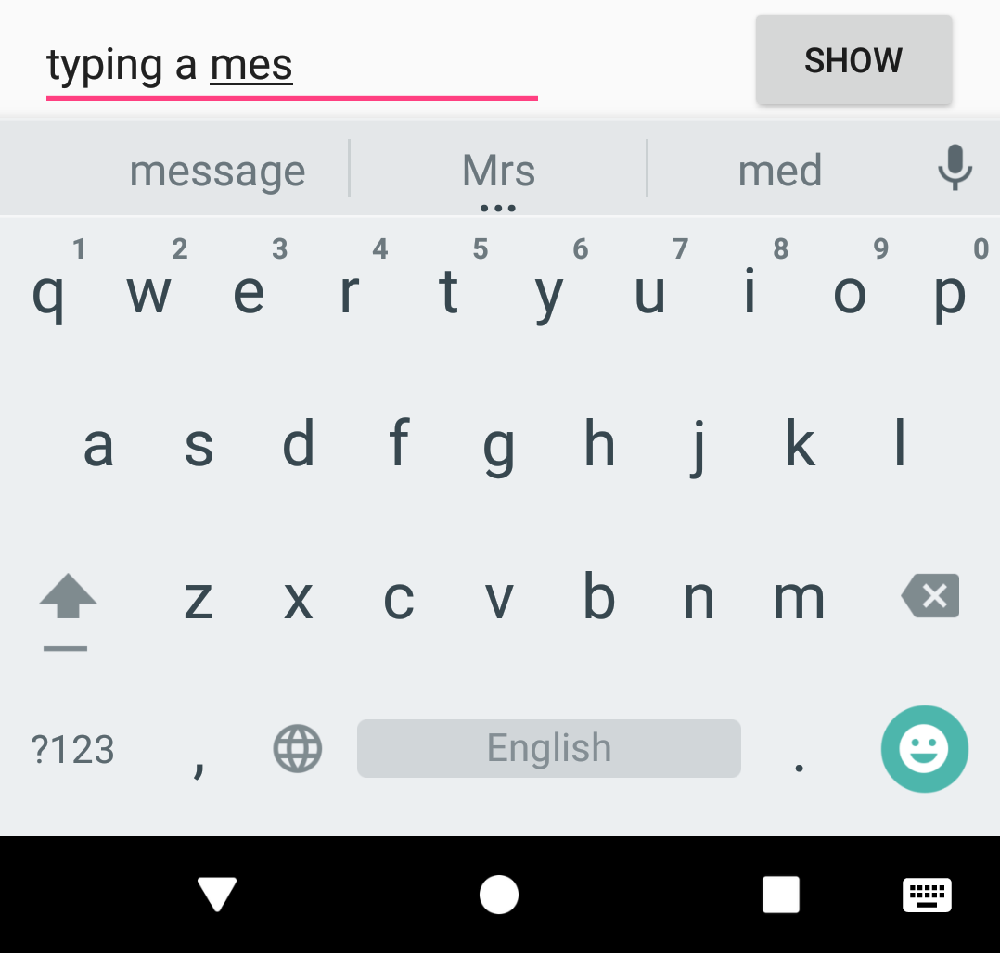 typing a mes SHOW
message Mrs med
...
1 2 3 4 5 6 7 8 9 0
q w e r t y u i o p
a s d f g h j k l
z x c v b n m
?123 , English .